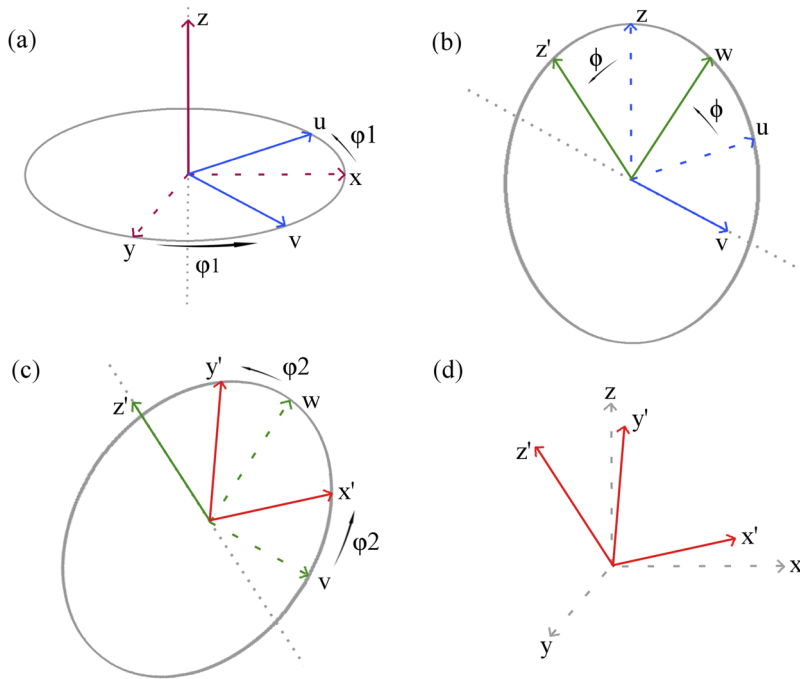 (a)
z
u
φ1
x
y
v
φ1
(b)
z
z'
w
ϕ
ϕ
u
v
(c)
y'
φ2
z'
w
x'
φ2
v
(d)
z
y'
z'
x'
x
y